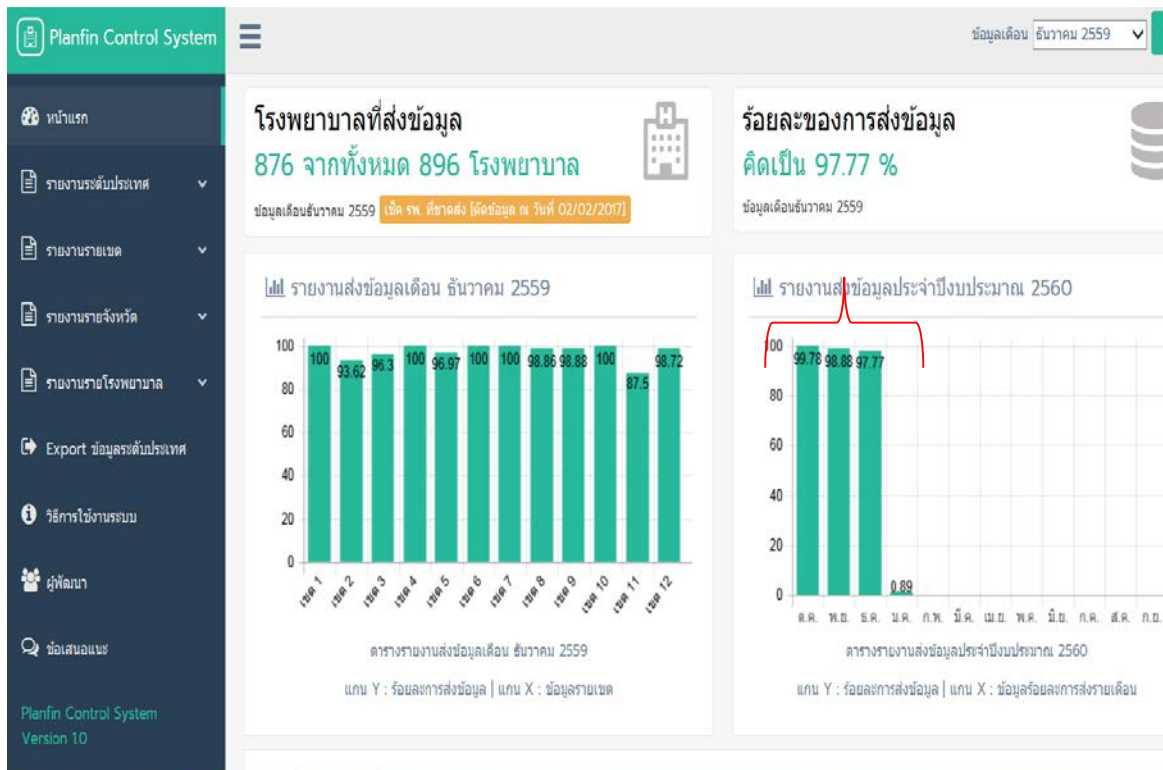 Planfin Control System
ข้อมูลเดือน ธันวาคม 2559
หน้าแรก
รายงานระดับประเทศ
รายงานรายเขต
รายงานรายจังหวัด
รายงานรายโรงพยาบาล
Export ข้อมูลระดับประเทศ
วิธีการใช้งานระบบ
ผู้พัฒนา
ข้อเสนอแนะ
Planfin Control System
Version 1.0
โรงพยาบาลที่ส่งข้อมูล
876 จากทั้งหมด 896 โรงพยาบาล
ข้อมูลเดือนธันวาคม 2559 เช็ค รพ. ที่ขาดส่ง [ตัดข้อมูล ณ วันที่ 02/02/2017]
ร้อยละของการส่งข้อมูล
คิดเป็น 97.77 %
ข้อมูลเดือนธันวาคม 2559
รายงานส่งข้อมูลเดือน ธันวาคม 2559
100
80
60
40
20
0
100 93.62 96.3 100 96.97 100 100 98.86 98.88 100 87.5 98.72
เขต 1 เขต 2 เขต 3 เขต 4 เขต 5 เขต 6 เขต 7 เขต 8 เขต 9 เขต 10 เขต 11 เขต 12
ตารางรายงานส่งข้อมูลเดือน ธันวาคม 2559
แกน Y : ร้อยละการส่งข้อมูล | แกน X : ข้อมูลรายเขต
รายงานส่งข้อมูลประจำปีงบประมาณ 2560
100
80
60
40
20
0
99.78 98.88 97.77 0.89
ต.ค. พ.ย. ธ.ค. ม.ค. ก.พ. มี.ค. เม.ย. พ.ค. มิ.ย. ก.ค. ส.ค. ก.ย.
ตารางรายงานส่งข้อมูลประจำปีงบประมาณ 2560
แกน Y : ร้อยละการส่งข้อมูล | แกน X : ข้อมูลร้อยละการส่งรายเดือน